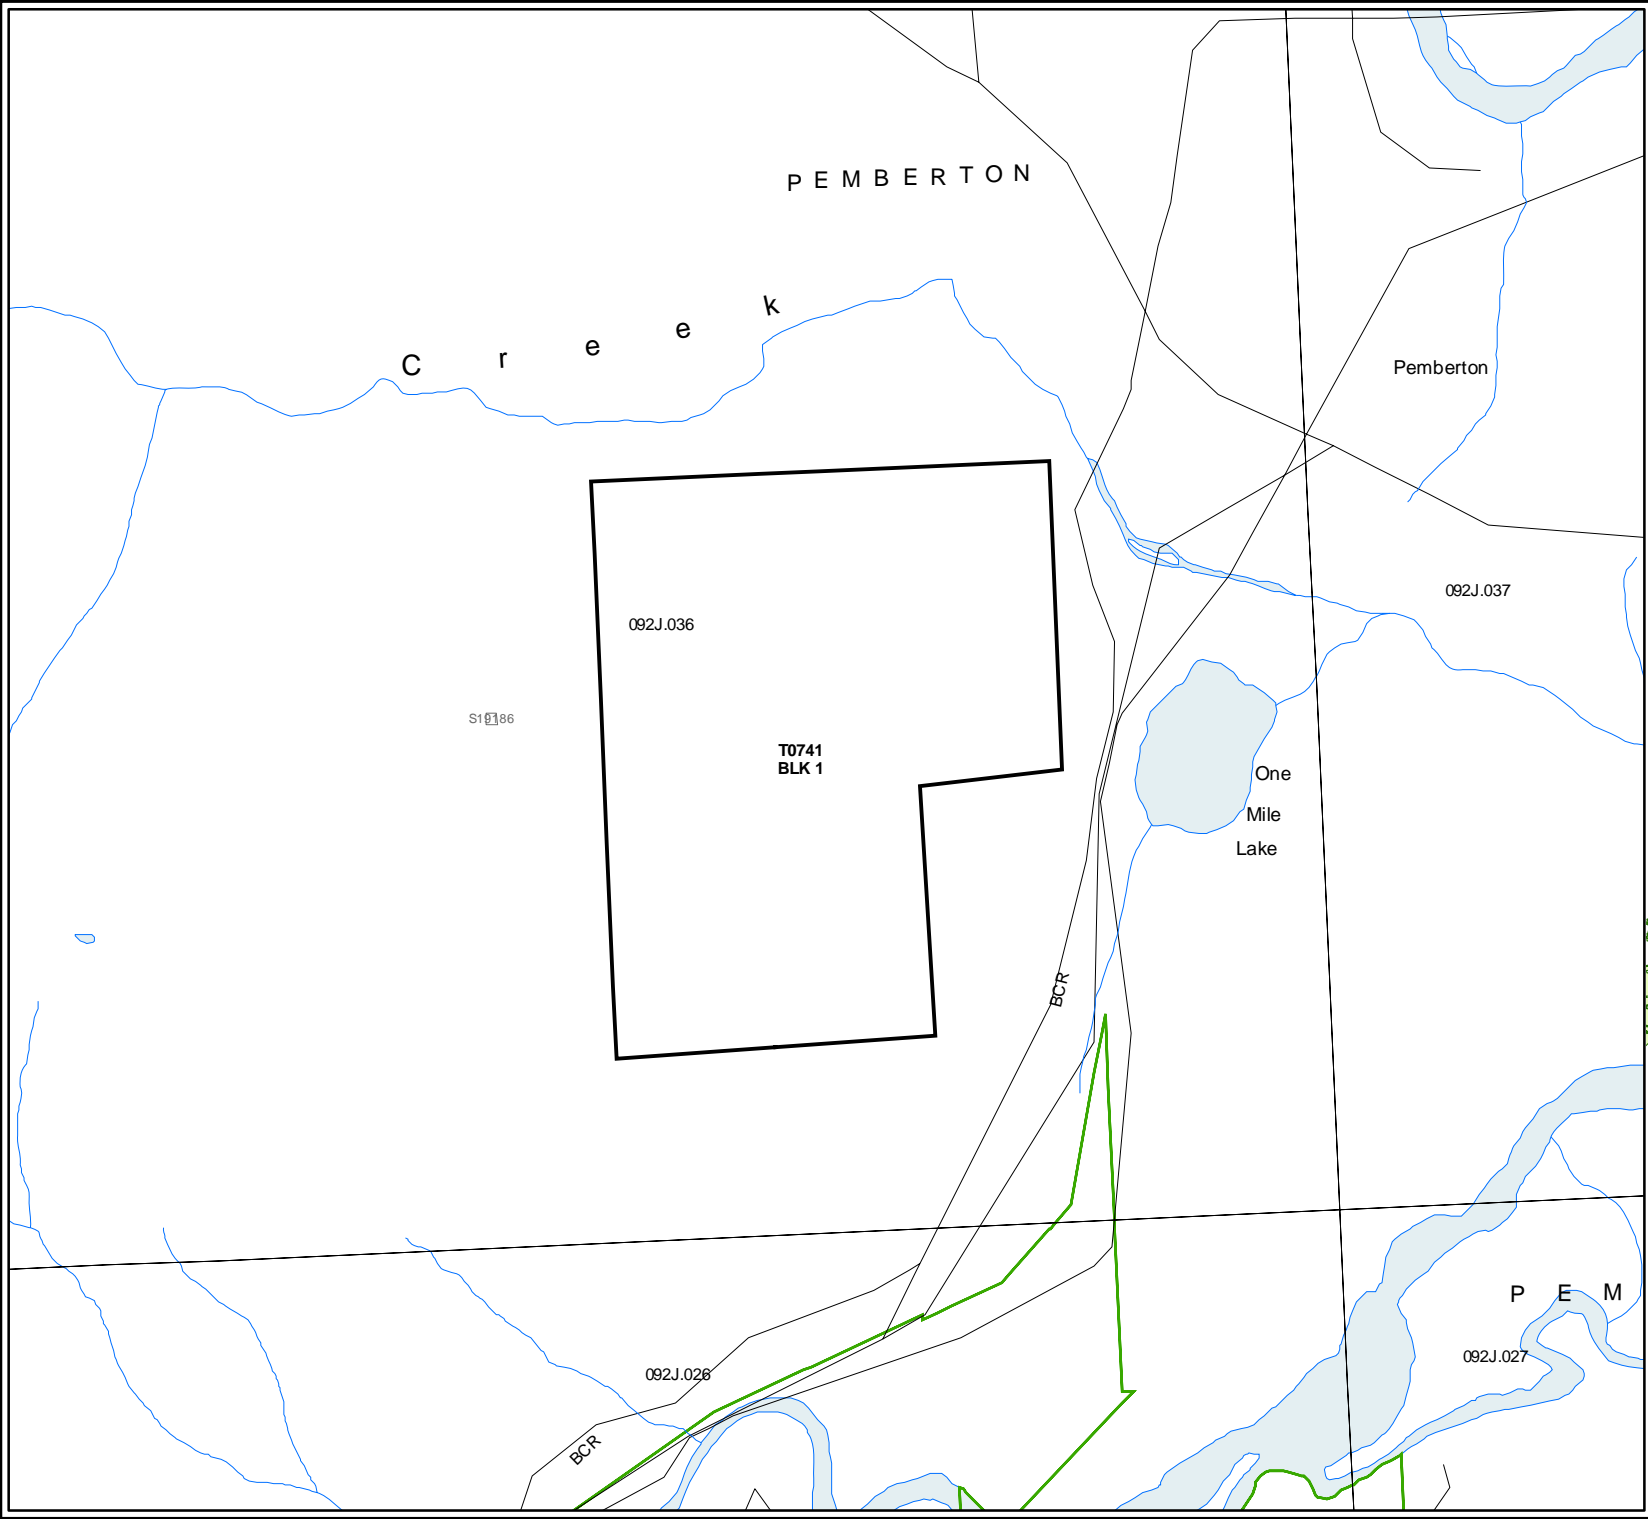 PEMBERTON
Creek
Pemberton
092J.037
092J.036
S19186
T0741
BLK 1
One
Mile
Lake
BCR
PEM
092J.027
092J.026
BCR